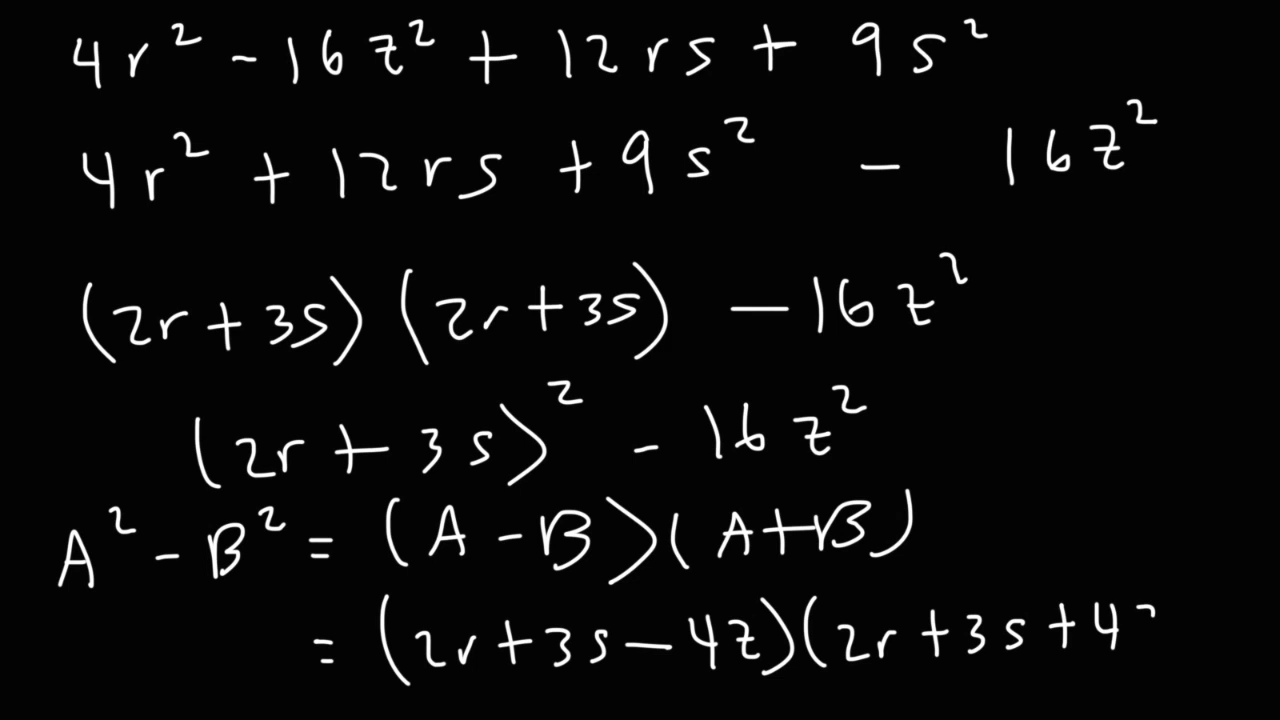 4r² - 16z² + 12rs + 9s²
4r² + 12rs + 9s² - 16z²
(2r + 3s)(2r + 3s) - 16z²
(2r + 3s)² - 16z²
A² - B² = (A - B)(A + B)
= (2r + 3s - 4z)(2r + 3s + 4